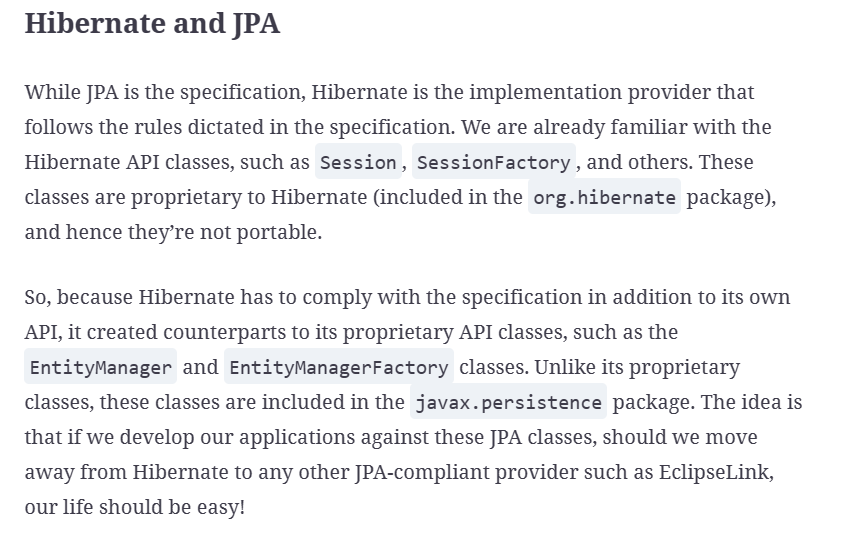 Hibernate and JPA
While JPA is the specification, Hibernate is the implementation provider that
follows the rules dictated in the specification. We are already familiar with the
Hibernate API classes, such as Session, SessionFactory, and others. These
classes are proprietary to Hibernate (included in the org.hibernate package),
and hence they’re not portable.
So, because Hibernate has to comply with the specification in addition to its own
API, it created counterparts to its proprietary API classes, such as the
EntityManager and EntityManagerFactory classes. Unlike its proprietary
classes, these classes are included in the javax.persistence package. The idea is
that if we develop our applications against these JPA classes, should we move
away from Hibernate to any other JPA-compliant provider such as EclipseLink,
our life should be easy!